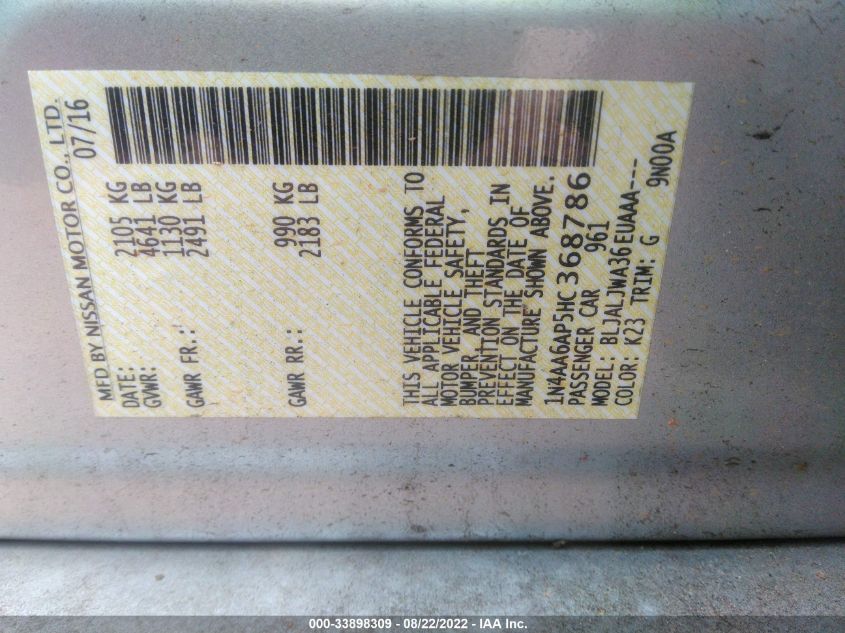 MFD BY NISSAN MOTOR CO., LTD.
DATE: 07/16
GVWR: 2105 KG
4641 LB
GAWR FR.: 1130 KG
2491 LB
GAWR RR.: 990 KG
2183 LB
THIS VEHICLE CONFORMS TO
ALL APPLICABLE FEDERAL
MOTOR VEHICLE SAFETY,
BUMPER, AND THEFT
PREVENTION STANDARDS IN
EFFECT ON THE DATE OF
MANUFACTURE SHOWN ABOVE.
1N4AA6AP5HC368786
PASSENGER CAR 961
MODEL: BLJALJWA36EUAAA---
COLOR: K23 TRIM: G 9N00A
000-33898309 - 08/22/2022 - IAA Inc.